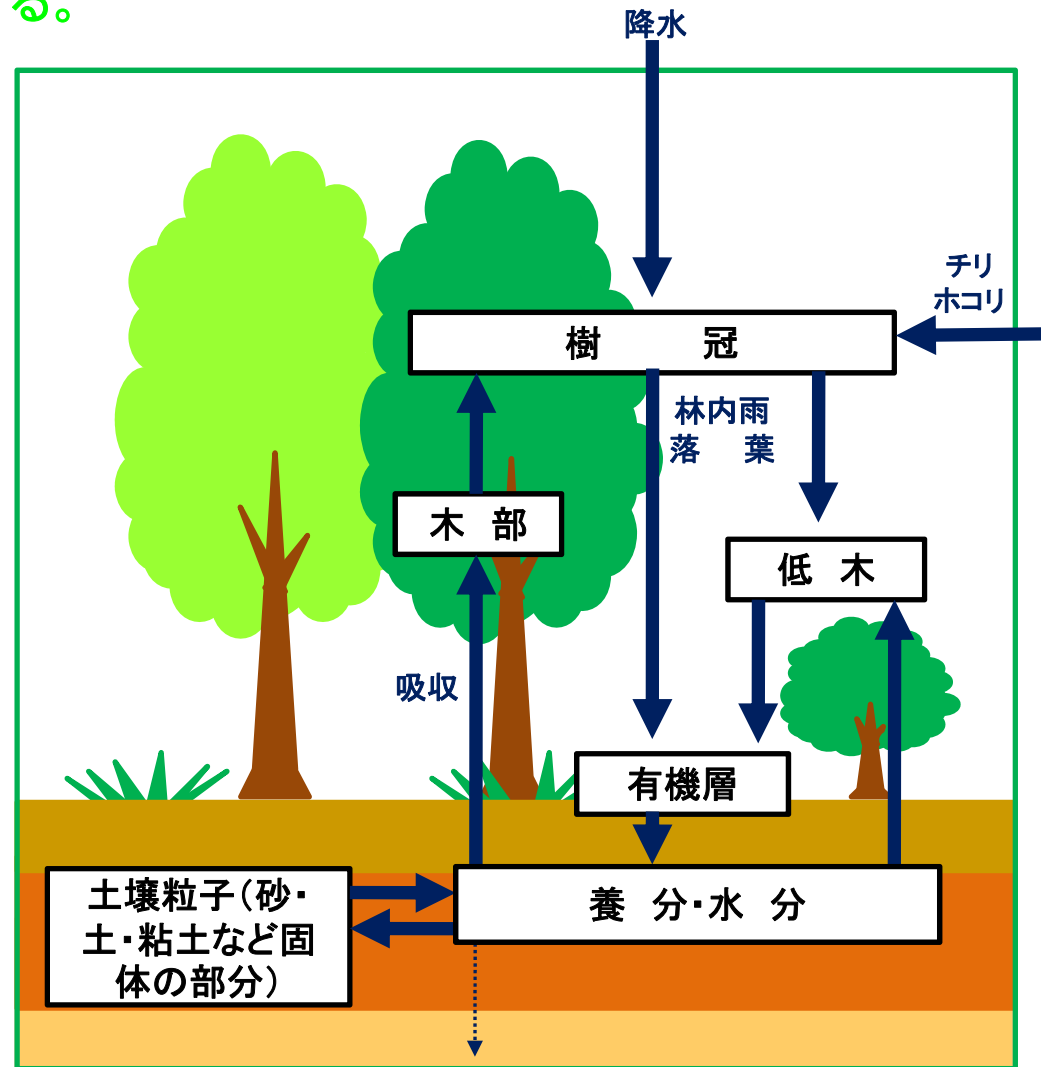 る。
降水
チリ
ホコリ
樹 冠
林内雨
落 葉
木 部
低 木
吸収
有機層
土壌粒子(砂・
土・粘土など固
体の部分)
養 分・水 分